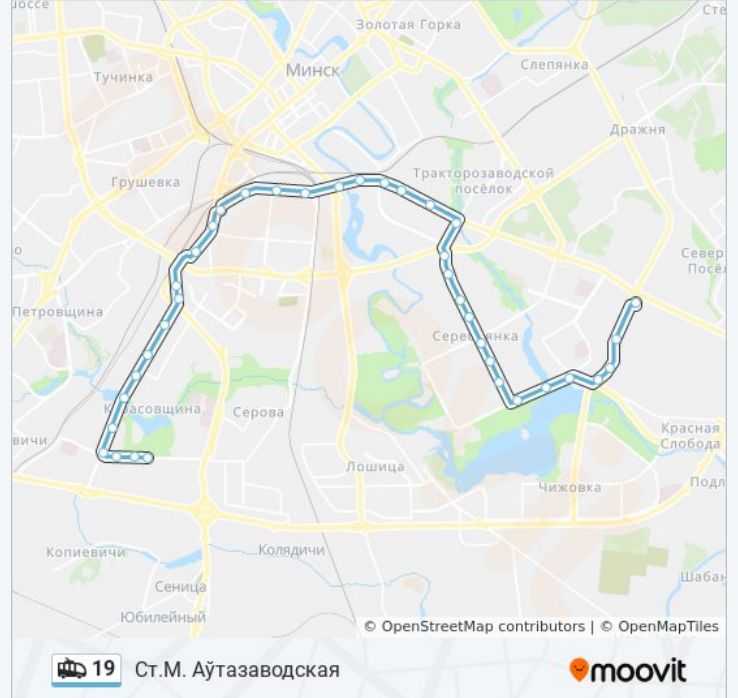 шоссе
Золотая Горка
Сте
Минск
Слепянка
Тучинка
Дражня
Грушевка
Тракторозаводской
посёлок
о
Север
Посёл
Петровщина
Серебрянка
Серова
вичи
Красная
Слобода
Лошица
Чижовка
Подл
Копиевичи
Колядичи
Сеница
Шабан
Юбилейный
© OpenStreetMap contributors | © OpenMapTiles
19 Ст.М. Аўтазаводская
moovit